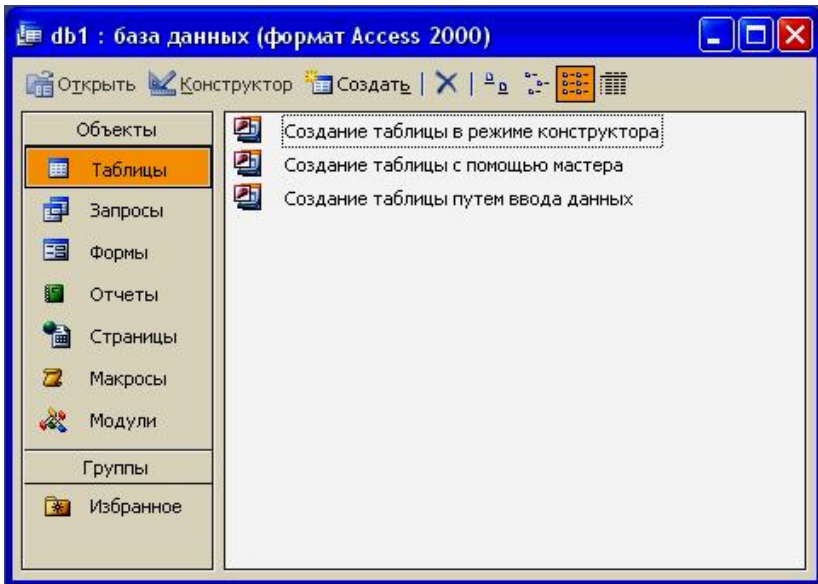 db1 : база данных (формат Access 2000)
Открыть Конструктор Создать
Объекты
Таблицы
Запросы
Формы
Отчеты
Страницы
Макросы
Модули
Группы
Избранное
Создание таблицы в режиме конструктора
Создание таблицы с помощью мастера
Создание таблицы путем ввода данных